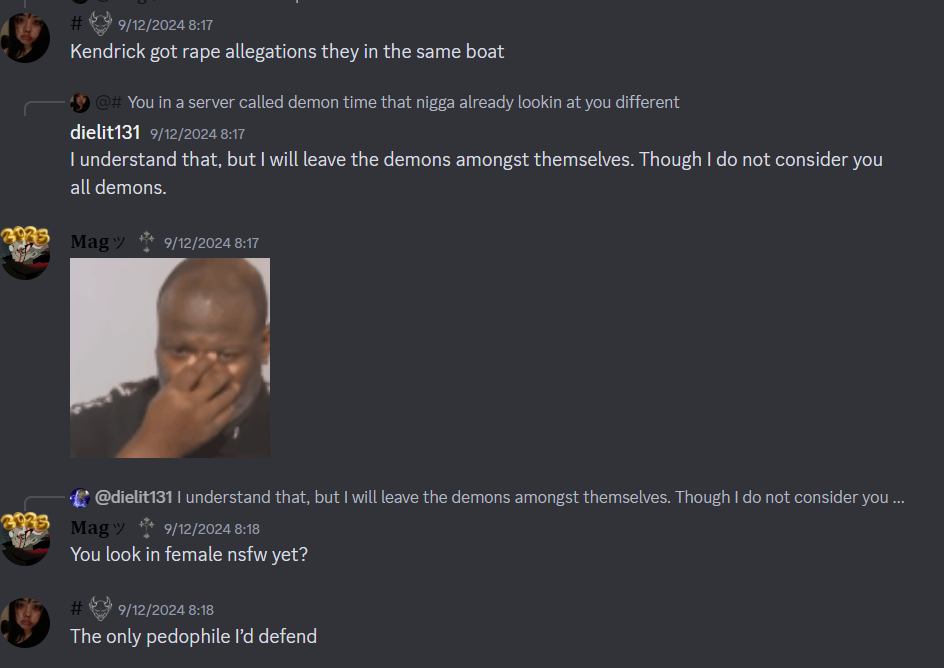 # 9/12/2024 8:17
Kendrick got rape allegations they in the same boat
@# You in a server called demon time that nigga already lookin at you different
dielit131 9/12/2024 8:17
I understand that, but I will leave the demons amongst themselves. Though I do not consider you
all demons.
Magッ 9/12/2024 8:17
@dielit131 I understand that, but I will leave the demons amongst themselves. Though I do not consider you ...
Magッ 9/12/2024 8:18
You look in female nsfw yet?
# 9/12/2024 8:18
The only pedophile I'd defend